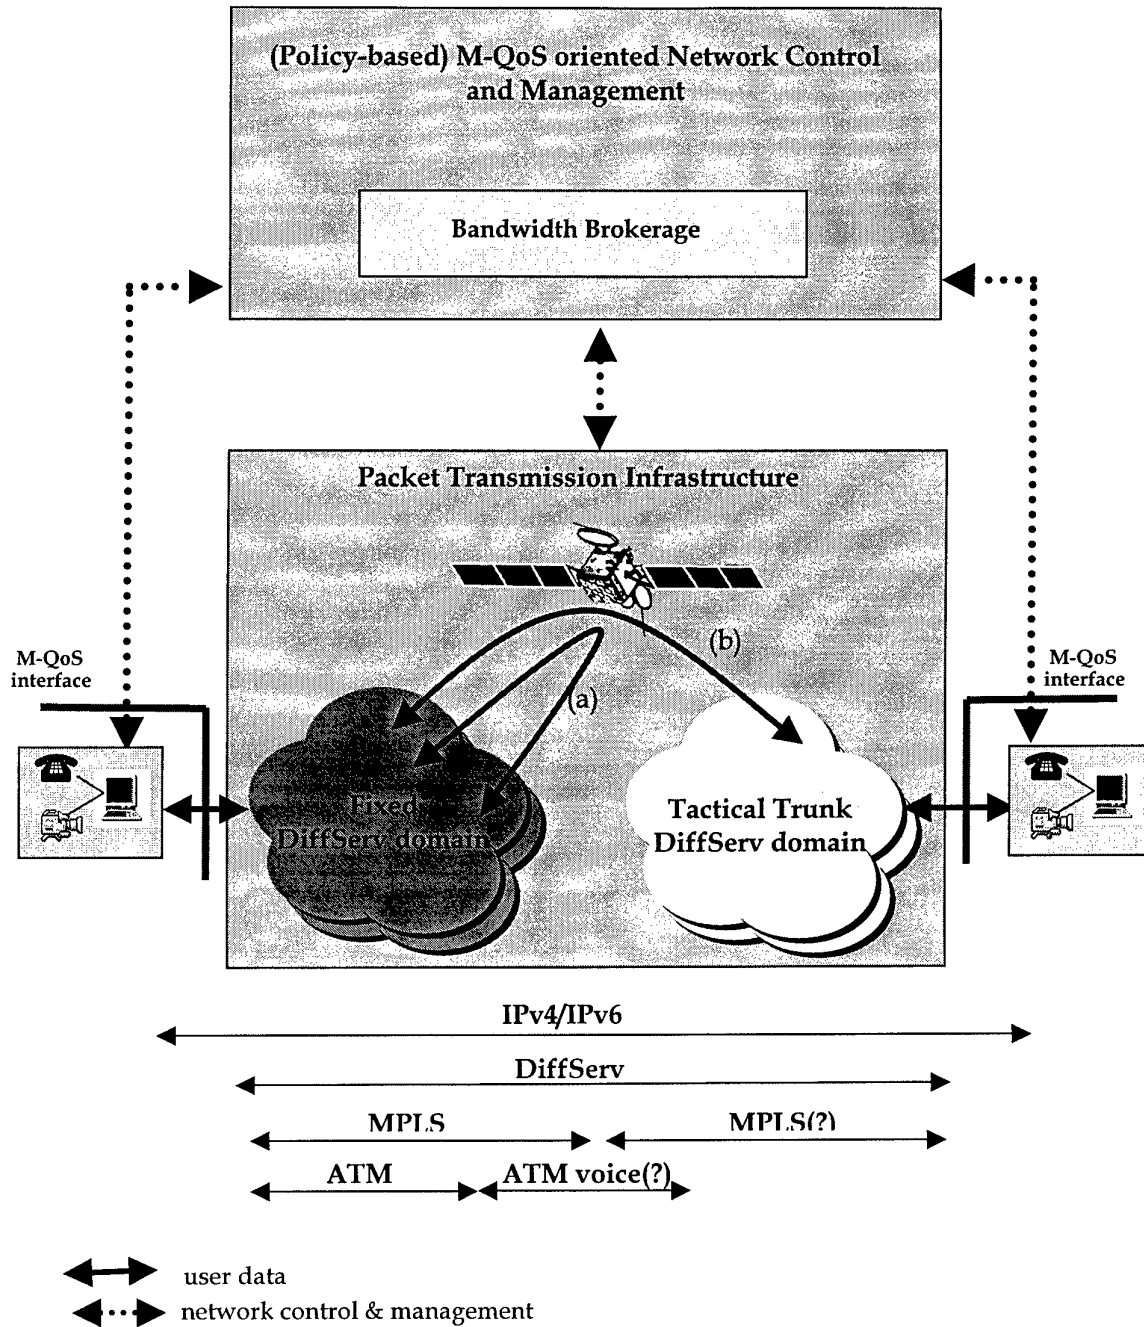 (Policy-based) M-QoS oriented Network Control
and Management
Bandwidth Brokerage
Packet Transmission Infrastructure
(b)
(a)
M-QoS
interface
M-QoS
interface
Fixed
DiffServ domain
Tactical Trunk
DiffServ domain
IPv4/IPv6
DiffServ
MPLS
MPLS(?)
ATM
ATM voice(?)
user data
network control & management